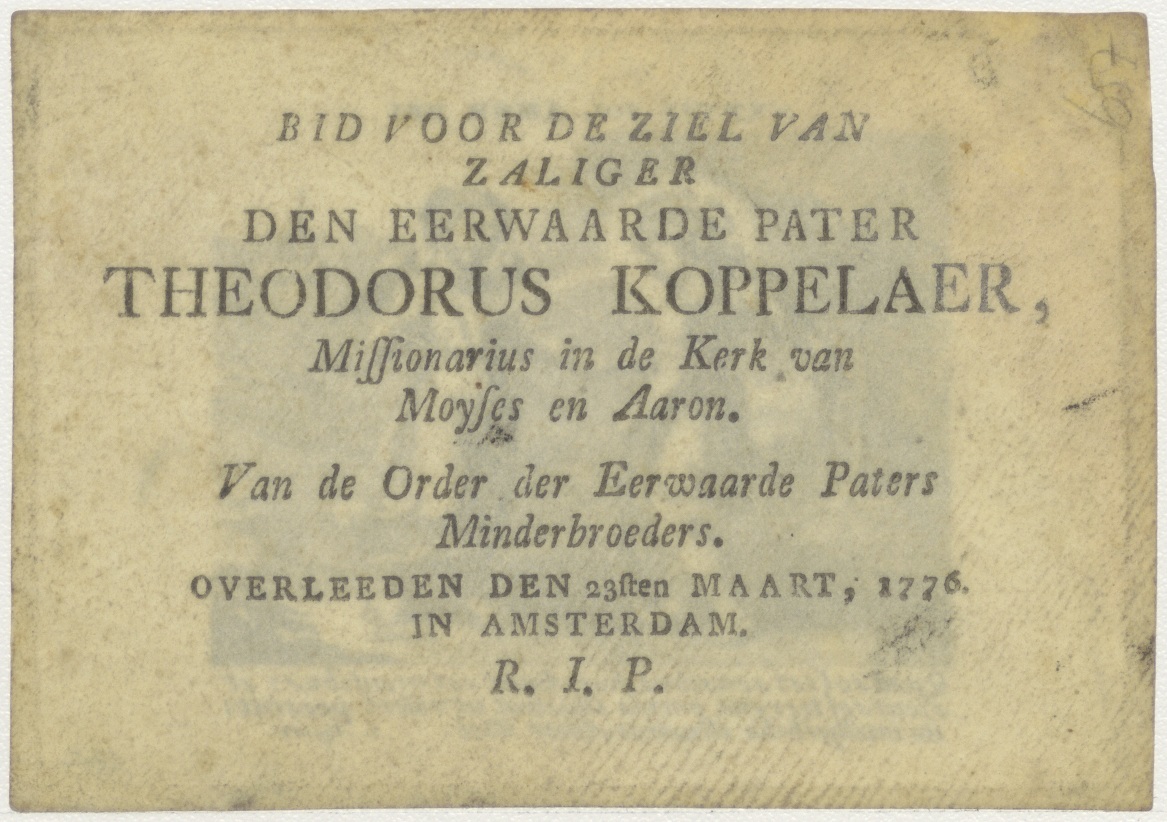 BID VOOR DE ZIEL VAN
ZALIGER
DEN EERWAARDE PATER
THEODORUS KOPPELAER,
Miſſionarius in de Kerk van
Moyſes en Aaron.
Van de Order der Eerwaarde Paters
Minderbroeders.
OVERLEEDEN DEN 23ſten MAART, 1776.
IN AMSTERDAM.
R. I. P.